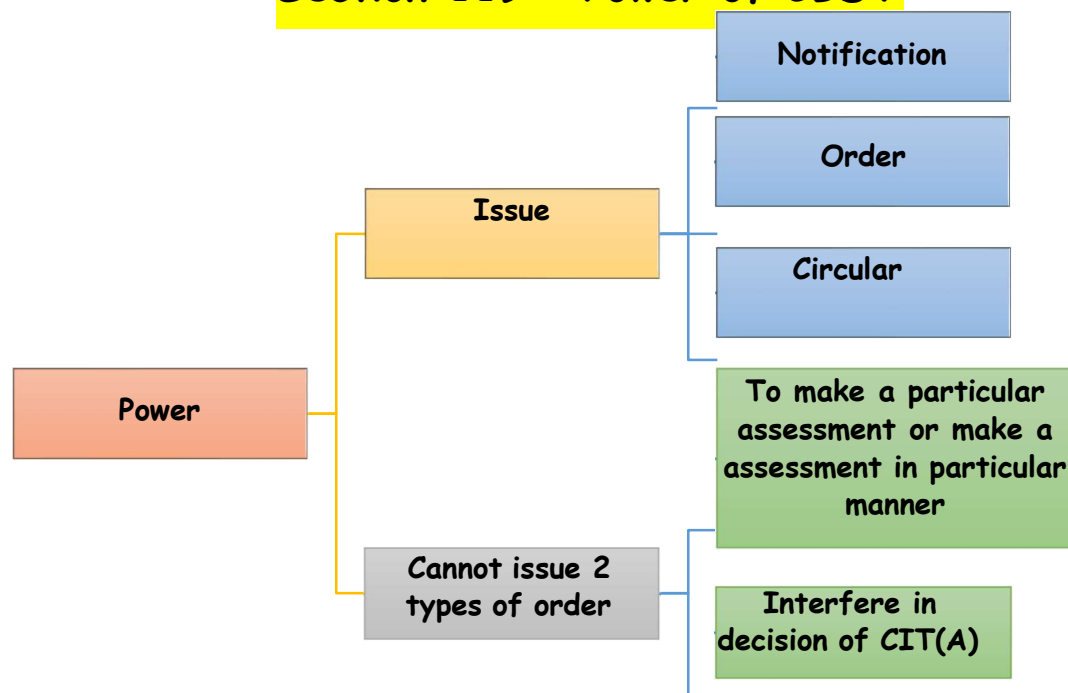 Notification
Order
Issue
Circular
Power
To make a particular
assessment or make a
assessment in particular
manner
Cannot issue 2
types of order
Interfere in
decision of CIT(A)